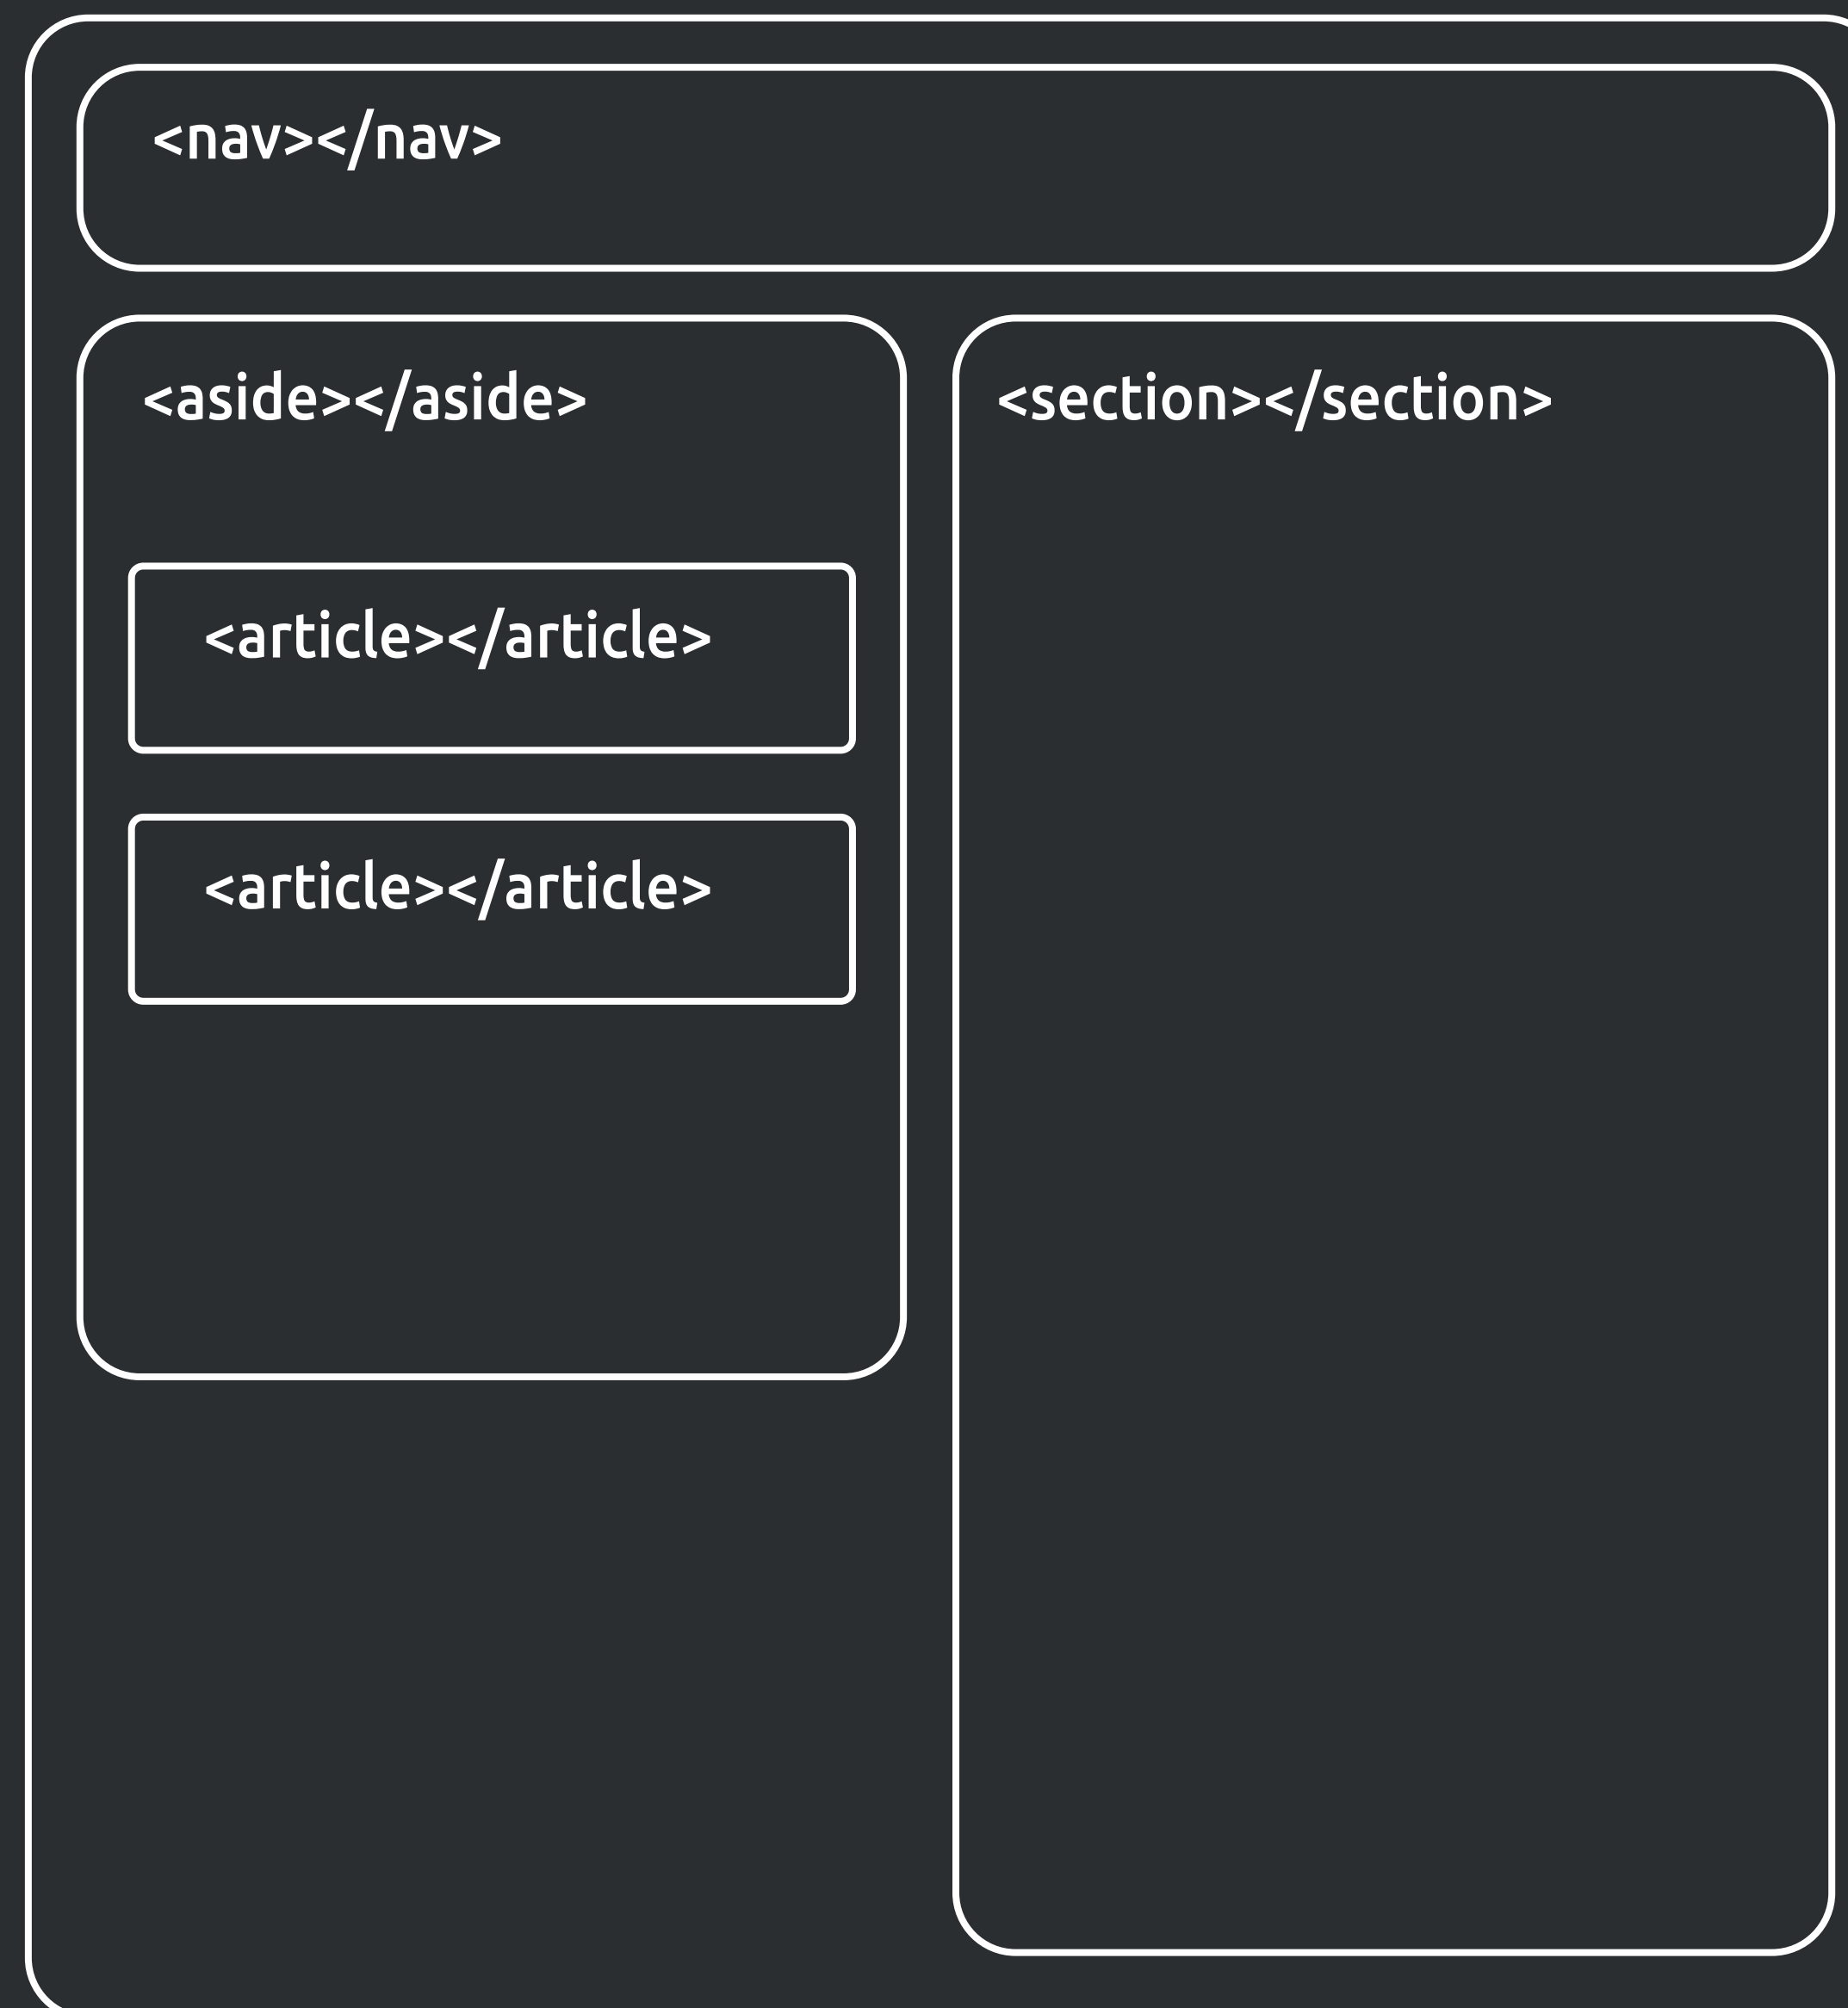 <nav></nav>
<aside></aside>
<section></section>
<article></article>
<article></article>